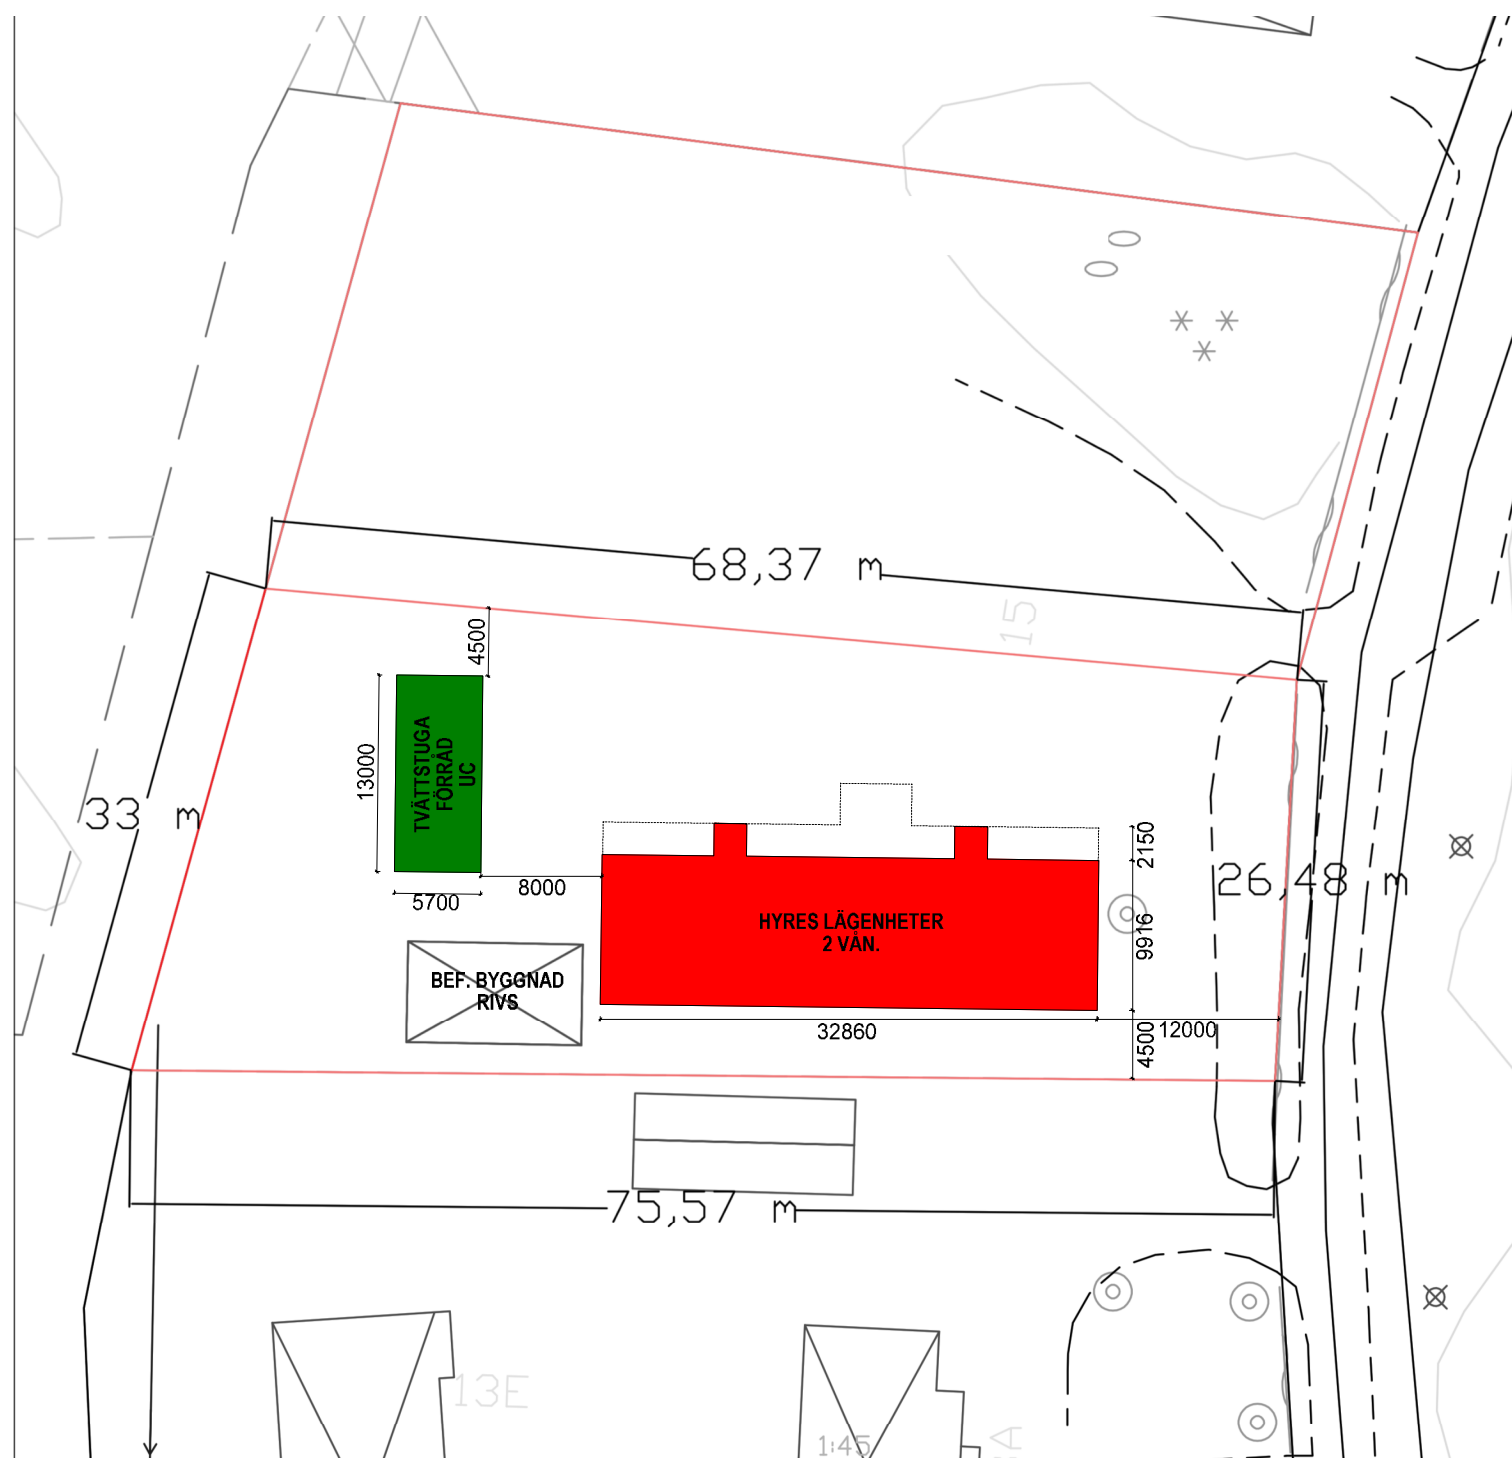 68,37 m
15
4500
TVÄTTSTUGA
FÖRRÅD
UC
13000
33 m
5700
8000
2150
26,48 m
9916
HYRES LÄGENHETER
2 VÅN.
BEF. BYGGNAD
RIVS
32860
12000
4500
75,57 m
13E
1:45
A